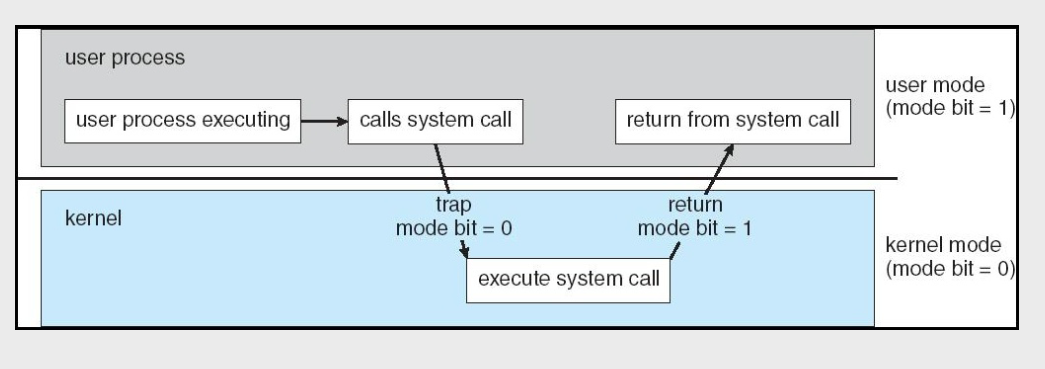 user process
user process executing
calls system call
return from system call
user mode
(mode bit = 1)
kernel
trap
mode bit = 0
return
mode bit = 1
execute system call
kernel mode
(mode bit = 0)